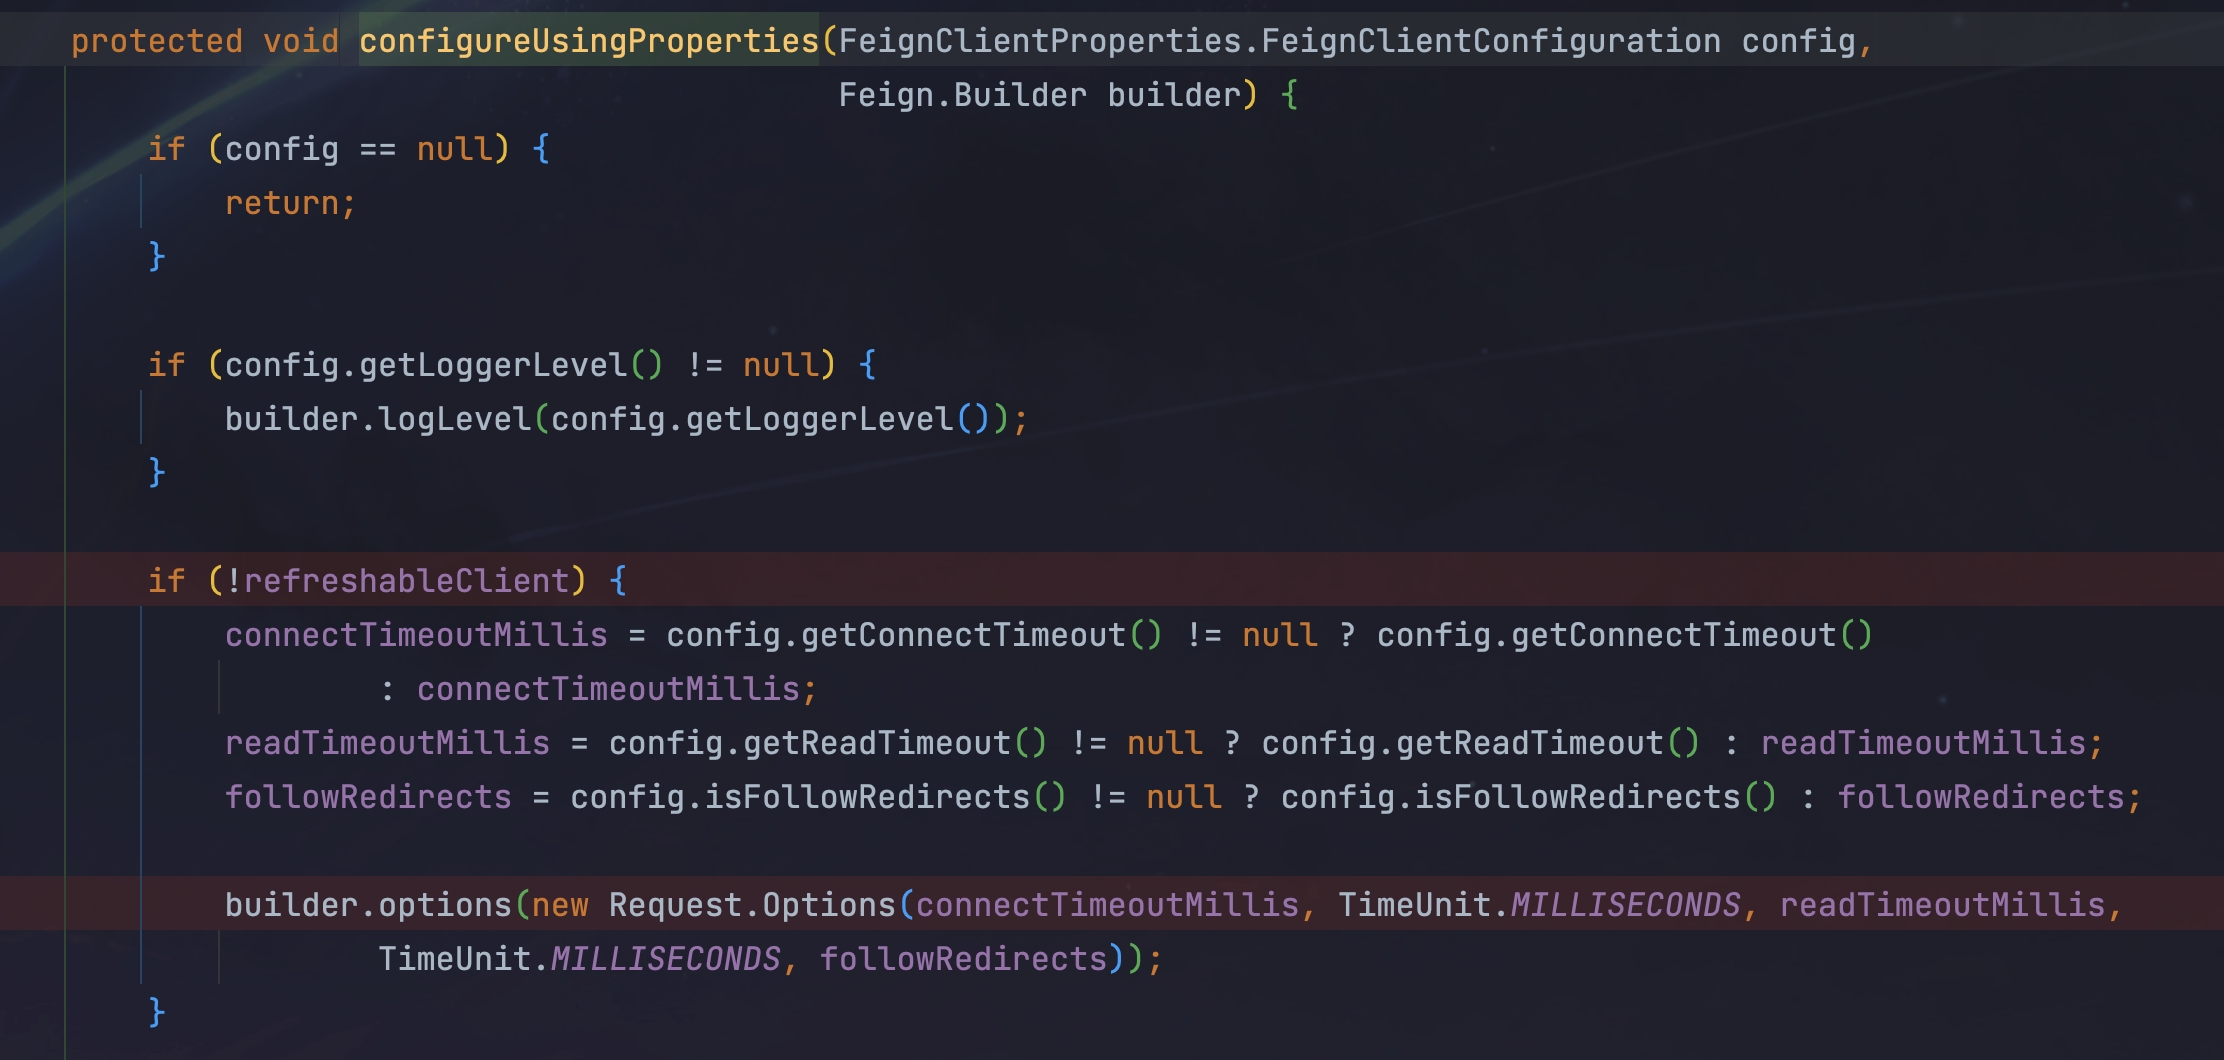 protected void configureUsingProperties(FeignClientProperties.FeignClientConfiguration config,
Feign.Builder builder) {
if (config == null) {
return;
}
if (config.getLoggerLevel() != null) {
builder.logLevel(config.getLoggerLevel());
}
if (!refreshableClient) {
connectTimeoutMillis = config.getConnectTimeout() != null ? config.getConnectTimeout()
: connectTimeoutMillis;
readTimeoutMillis = config.getReadTimeout() != null ? config.getReadTimeout() : readTimeoutMillis;
followRedirects = config.isFollowRedirects() != null ? config.isFollowRedirects() : followRedirects;
builder.options(new Request.Options(connectTimeoutMillis, TimeUnit.MILLISECONDS, readTimeoutMillis,
TimeUnit.MILLISECONDS, followRedirects));
}